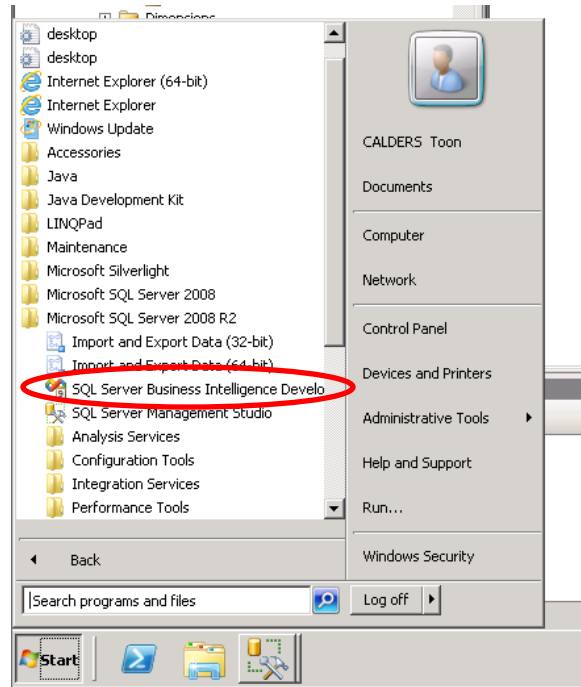 Dimensions
desktop
desktop
Internet Explorer (64-bit)
Internet Explorer
Windows Update
Accessories
Java
Java Development Kit
LINQPad
Maintenance
Microsoft Silverlight
Microsoft SQL Server 2008
Microsoft SQL Server 2008 R2
Import and Export Data (32-bit)
Import and Export Data (64-bit)
SQL Server Business Intelligence Develo
SQL Server Management Studio
Analysis Services
Configuration Tools
Integration Services
Performance Tools
Back
Search programs and files
CALDERS Toon
Documents
Computer
Network
Control Panel
Devices and Printers
Administrative Tools
Help and Support
Run...
Windows Security
Log off
Start